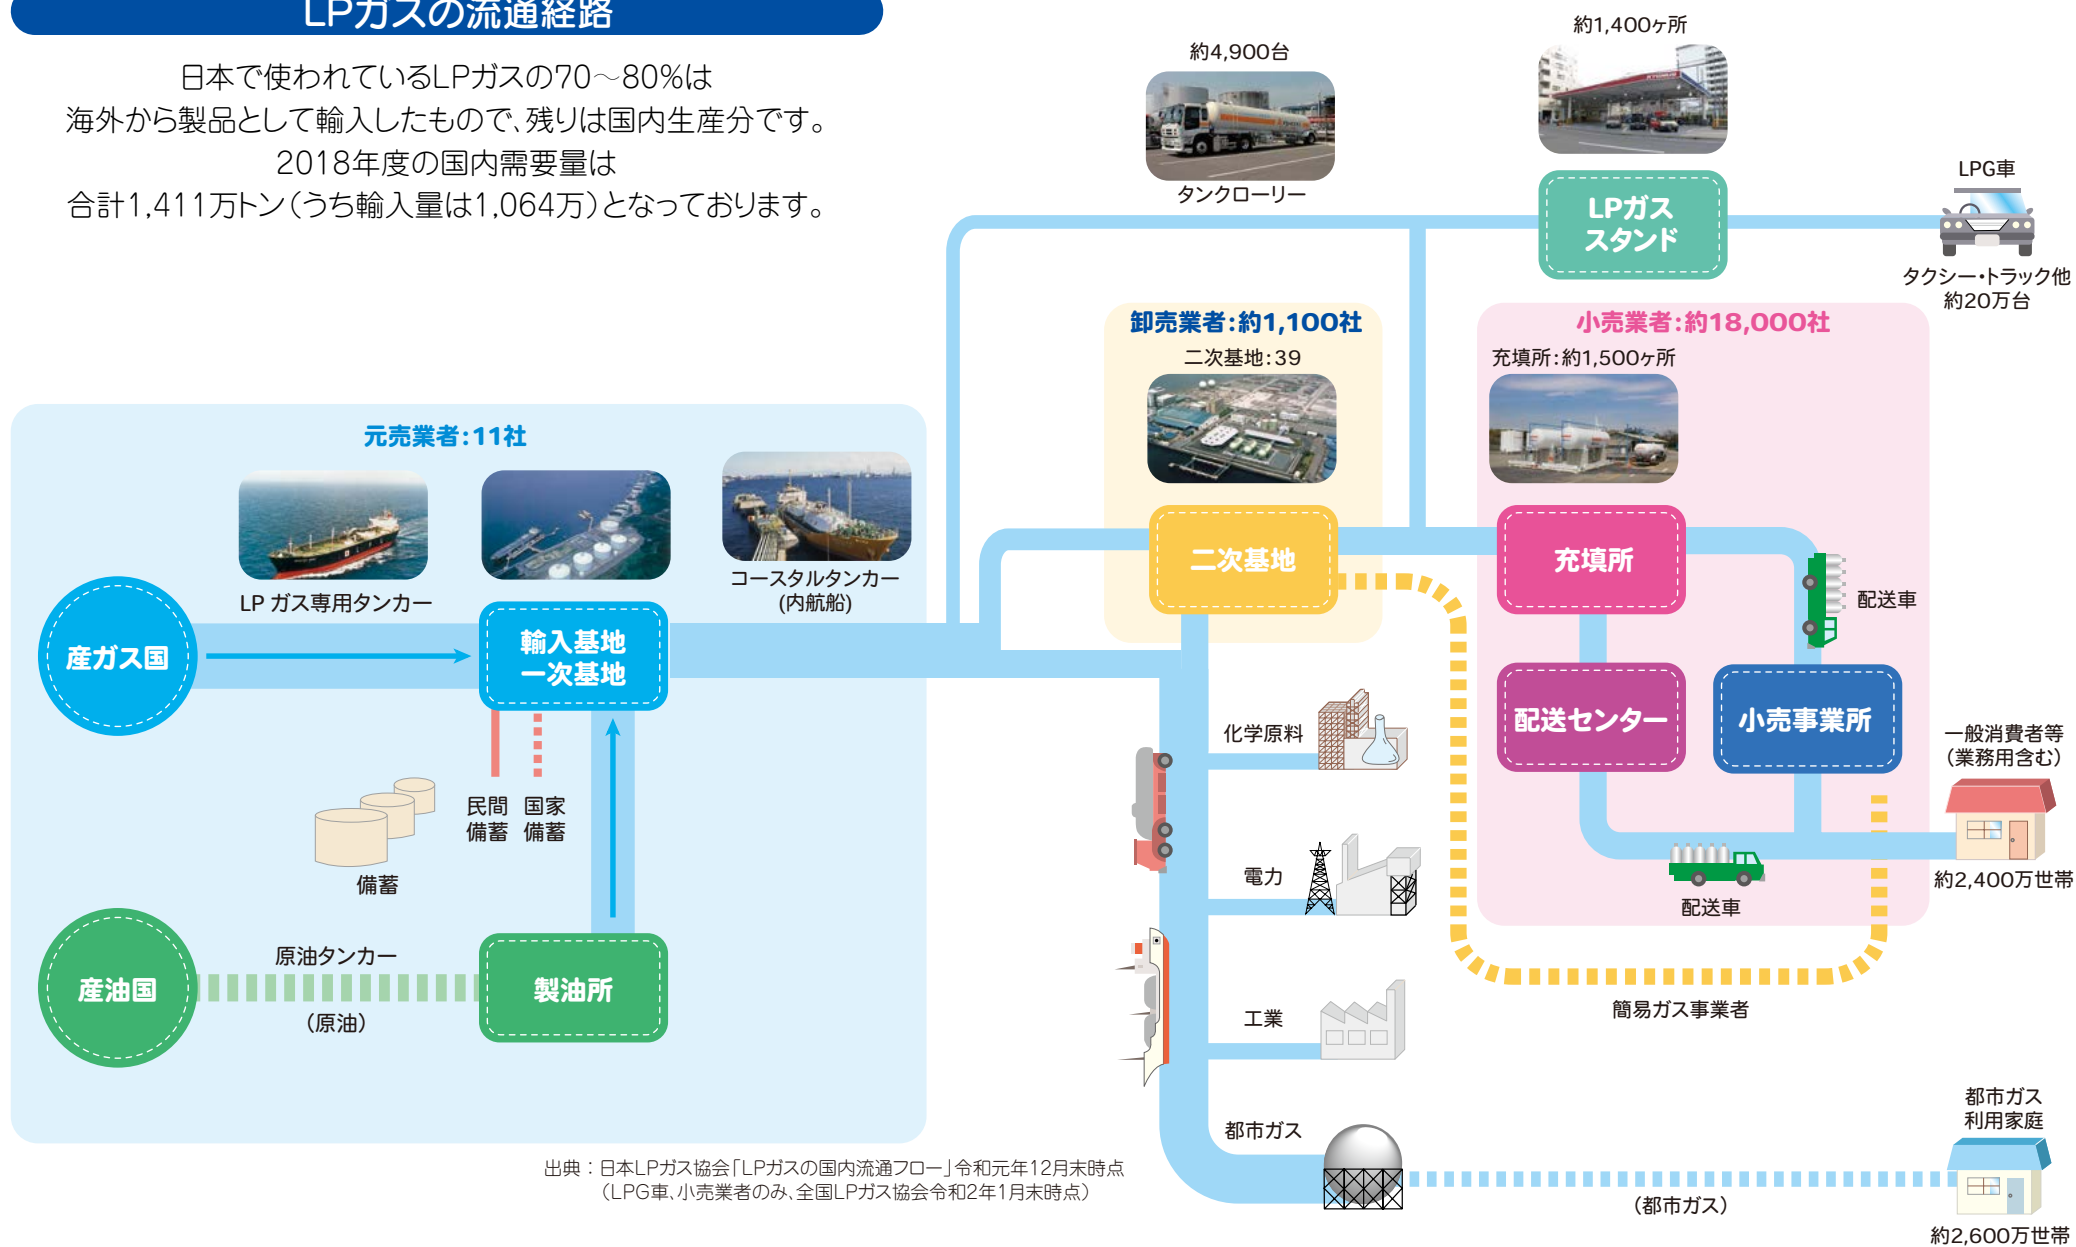 LPガスの流通経路
日本で使われているLPガスの70～80%は
海外から製品として輸入したもので、残りは国内生産分です。
2018年度の国内需要量は
合計1,411万トン（うち輸入量は1,064万）となっております。
約4,900台
タンクローリー
約1,400ヶ所
LPガス
スタンド
LPG車
タクシー・トラック他
約20万台
卸売業者：約1,100社
二次基地：39
二次基地
小売業者：約18,000社
充填所：約1,500ヶ所
充填所
配送車
配送センター
小売事業所
配送車
一般消費者等
（業務用含む）
約2,400万世帯
簡易ガス事業者
元売業者：11社
LP ガス専用タンカー
コースタルタンカー
(内航船)
産ガス国
輸入基地
一次基地
民間
備蓄
国家
備蓄
備蓄
産油国
原油タンカー
（原油）
製油所
化学原料
電力
工業
都市ガス
（都市ガス）
都市ガス
利用家庭
約2,600万世帯
出典：日本LPガス協会「LPガスの国内流通フロー」令和元年12月末時点
（LPG車、小売業者のみ、全国LPガス協会令和2年1月末時点）